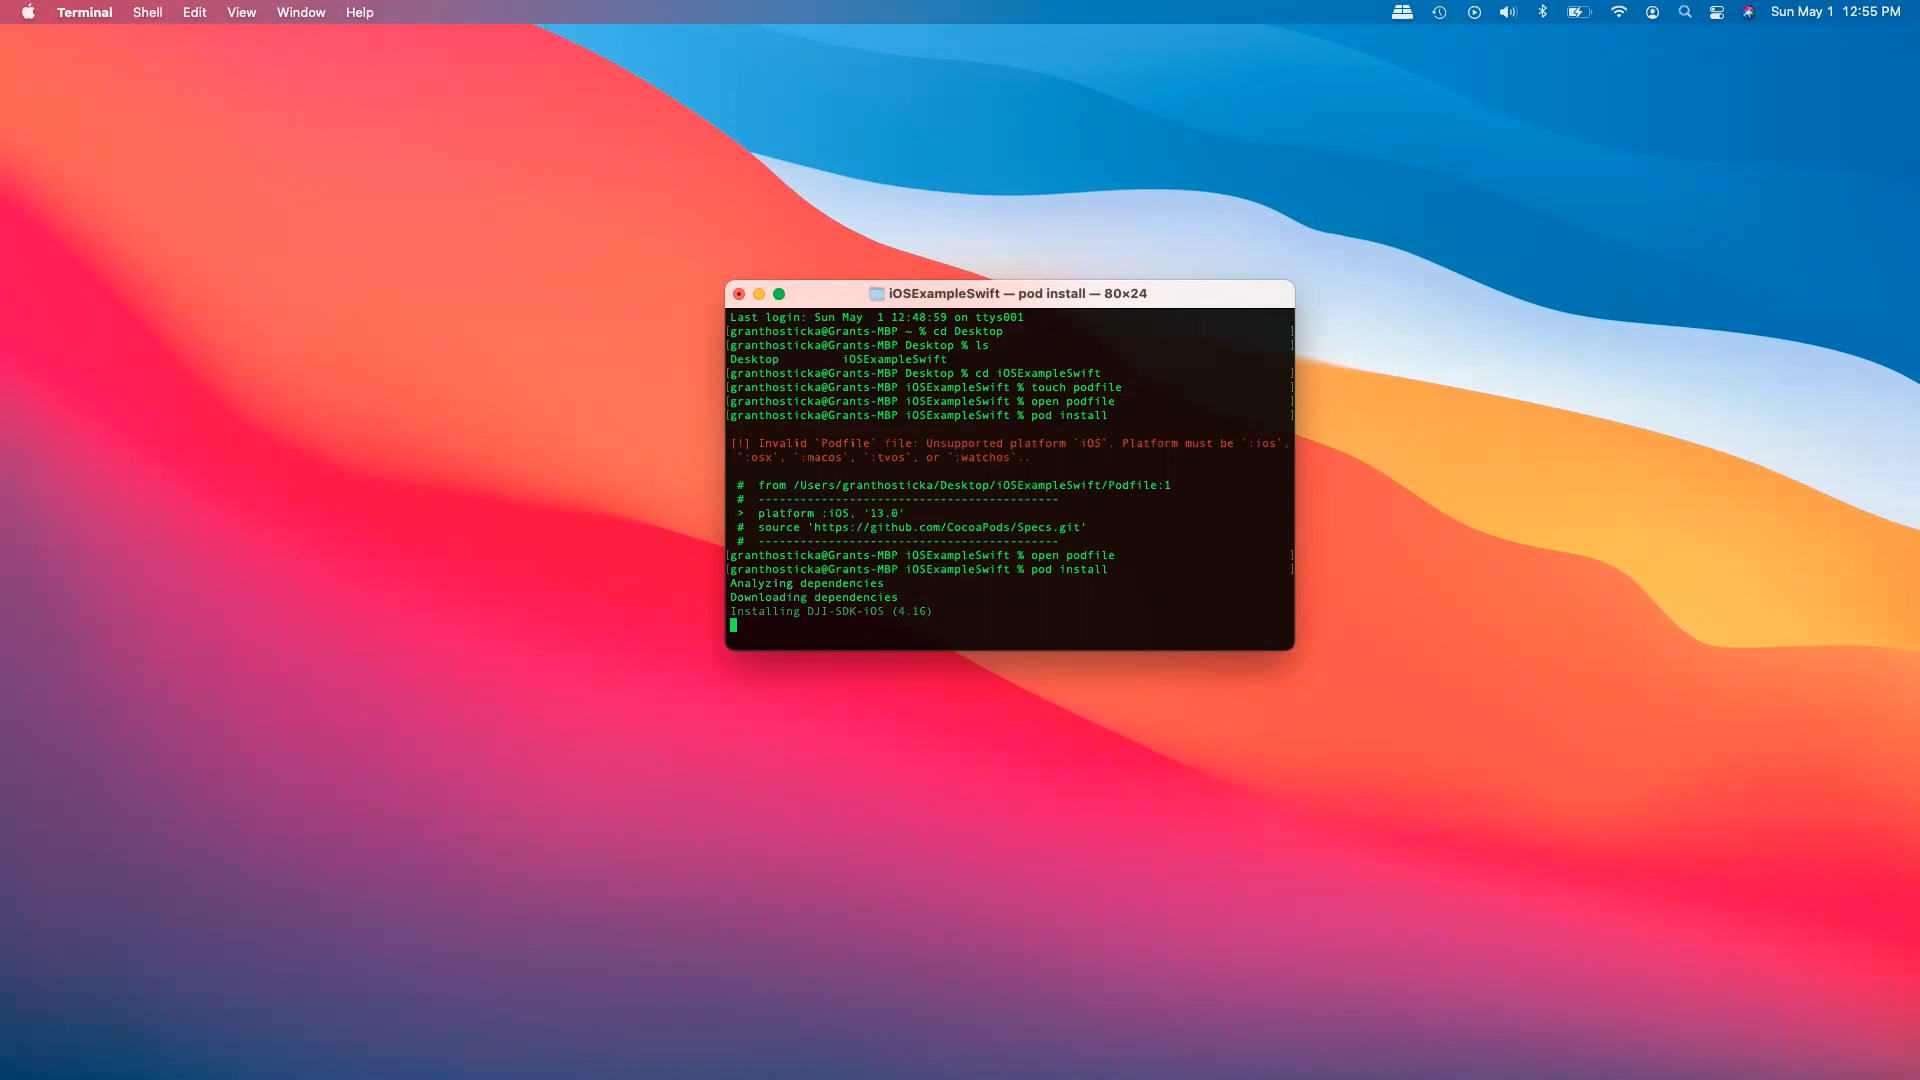 Terminal Shell Edit View Window Help Sun May 1 12:55 PM
iOSExampleSwift — pod install — 80×24
Last login: Sun May  1 12:48:59 on ttys001
[granthosticka@Grants-MBP ~ % cd Desktop ]
[granthosticka@Grants-MBP Desktop % ls ]
Desktop         iOSExampleSwift
[granthosticka@Grants-MBP Desktop % cd iOSExampleSwift ]
[granthosticka@Grants-MBP iOSExampleSwift % touch podfile ]
[granthosticka@Grants-MBP iOSExampleSwift % open podfile ]
[granthosticka@Grants-MBP iOSExampleSwift % pod install ]
[!] Invalid `Podfile` file: Unsupported platform `iOS`. Platform must be `:ios`,
`:osx`, `:macos`, `:tvos`, or `:watchos`..
#  from /Users/granthosticka/Desktop/iOSExampleSwift/Podfile:1
#  -------------------------------------------
>  platform :iOS, '13.0'
#  source 'https://github.com/CocoaPods/Specs.git'
#  -------------------------------------------
[granthosticka@Grants-MBP iOSExampleSwift % open podfile ]
[granthosticka@Grants-MBP iOSExampleSwift % pod install ]
Analyzing dependencies
Downloading dependencies
Installing DJI-SDK-iOS (4.16)